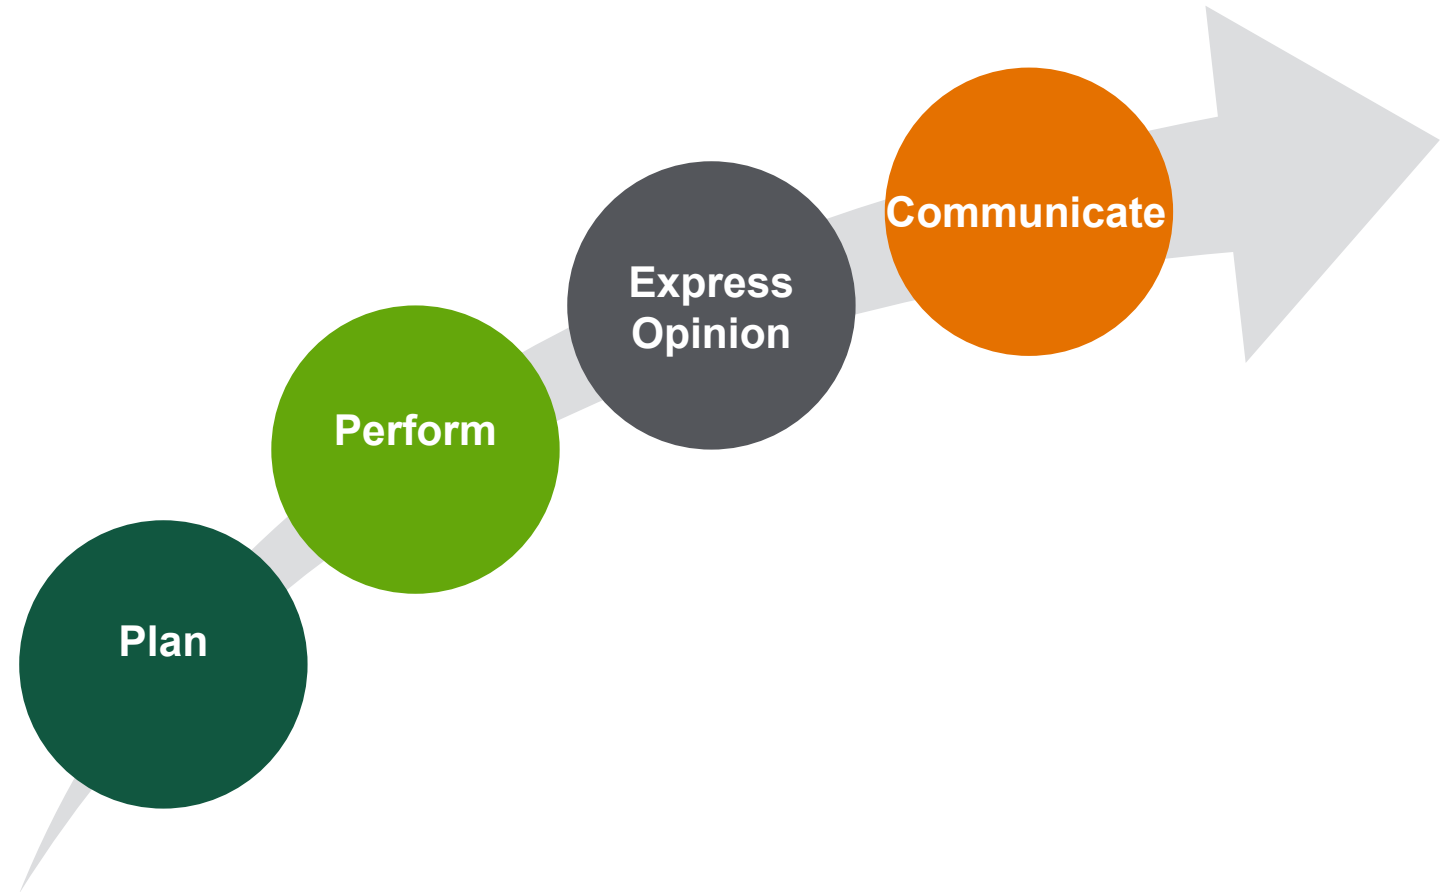 Plan
Perform
Express
Opinion
Communicate